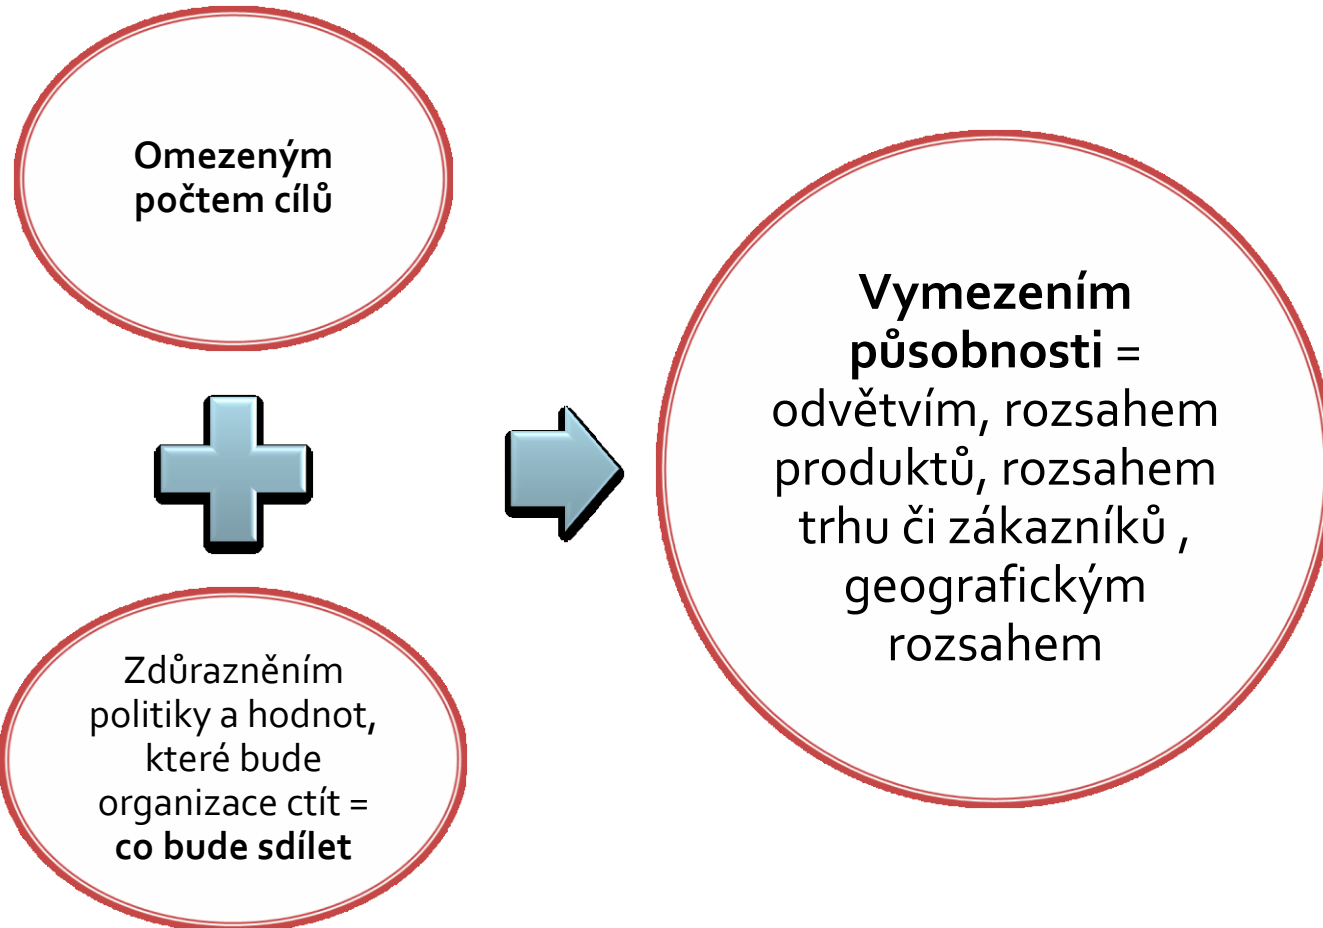 Omezeným
počtem cílů
Zdůrazněním
politiky a hodnot,
které bude
organizace ctít =
co bude sdílet
Vymezením
působnosti =
odvětvím, rozsahem
produktů, rozsahem
trhu či zákazníků ,
geografickým
rozsahem